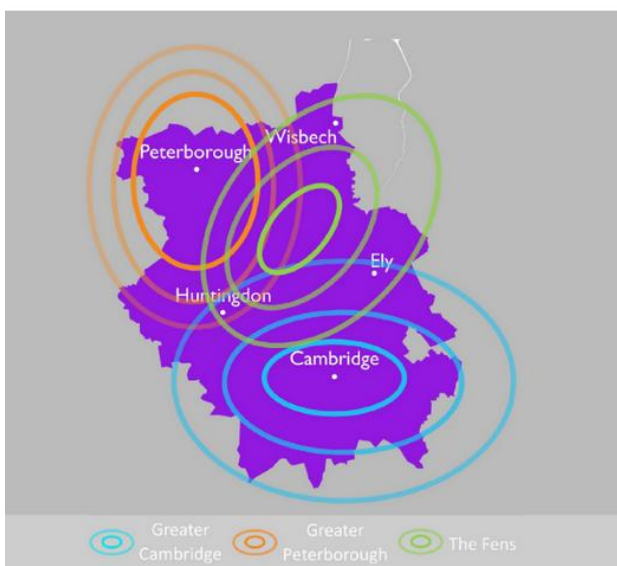 Wisbech
Peterborough
Ely
Huntingdon
Cambridge
Greater
Cambridge
Greater
Peterborough
The Fens